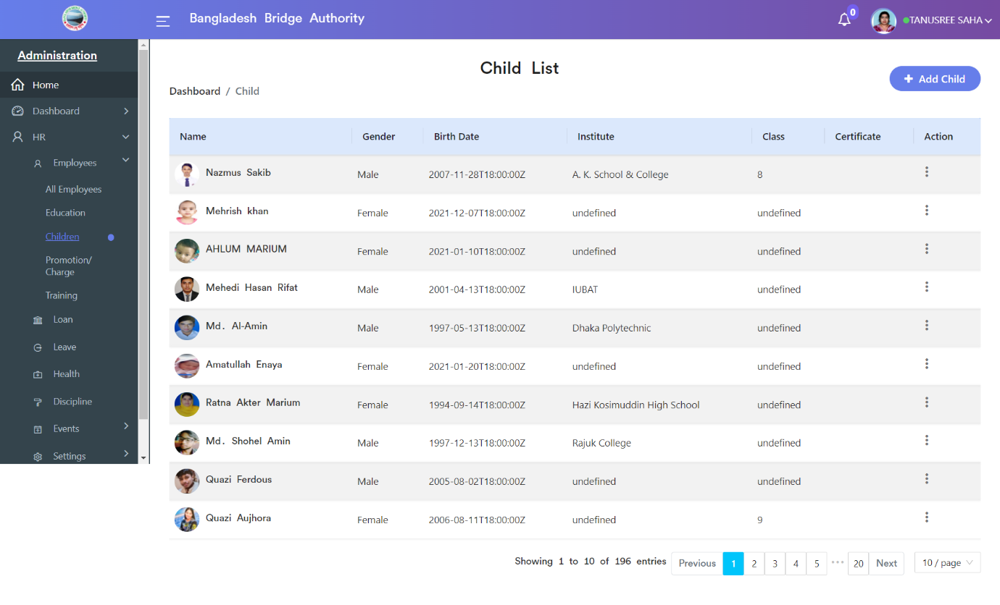 Bangladesh Bridge Authority
0
TANUSREE SAHA
Administration
Home
Dashboard
HR
Employees
All Employees
Education
Children
Promotion/
Charge
Training
Loan
Leave
Health
Discipline
Events
Settings
Child List
+ Add Child
Dashboard / Child
Name Gender Birth Date Institute Class Certificate Action
Nazmus Sakib Male 2007-11-28T18:00:00Z A. K. School & College 8
Mehrish khan Female 2021-12-07T18:00:00Z undefined undefined
AHLUM MARIUM Female 2021-01-10T18:00:00Z undefined undefined
Mehedi Hasan Rifat Male 2001-04-13T18:00:00Z IUBAT undefined
Md. Al-Amin Male 1997-05-13T18:00:00Z Dhaka Polytechnic undefined
Amatullah Enaya Female 2021-01-20T18:00:00Z undefined undefined
Ratna Akter Marium Female 1994-09-14T18:00:00Z Hazi Kosimuddin High School undefined
Md. Shohel Amin Male 1997-12-13T18:00:00Z Rajuk College undefined
Quazi Ferdous Male 2005-08-02T18:00:00Z undefined undefined
Quazi Aujhora Female 2006-08-11T18:00:00Z undefined 9
Showing 1 to 10 of 196 entries Previous 1 2 3 4 5 ••• 20 Next 10 / page